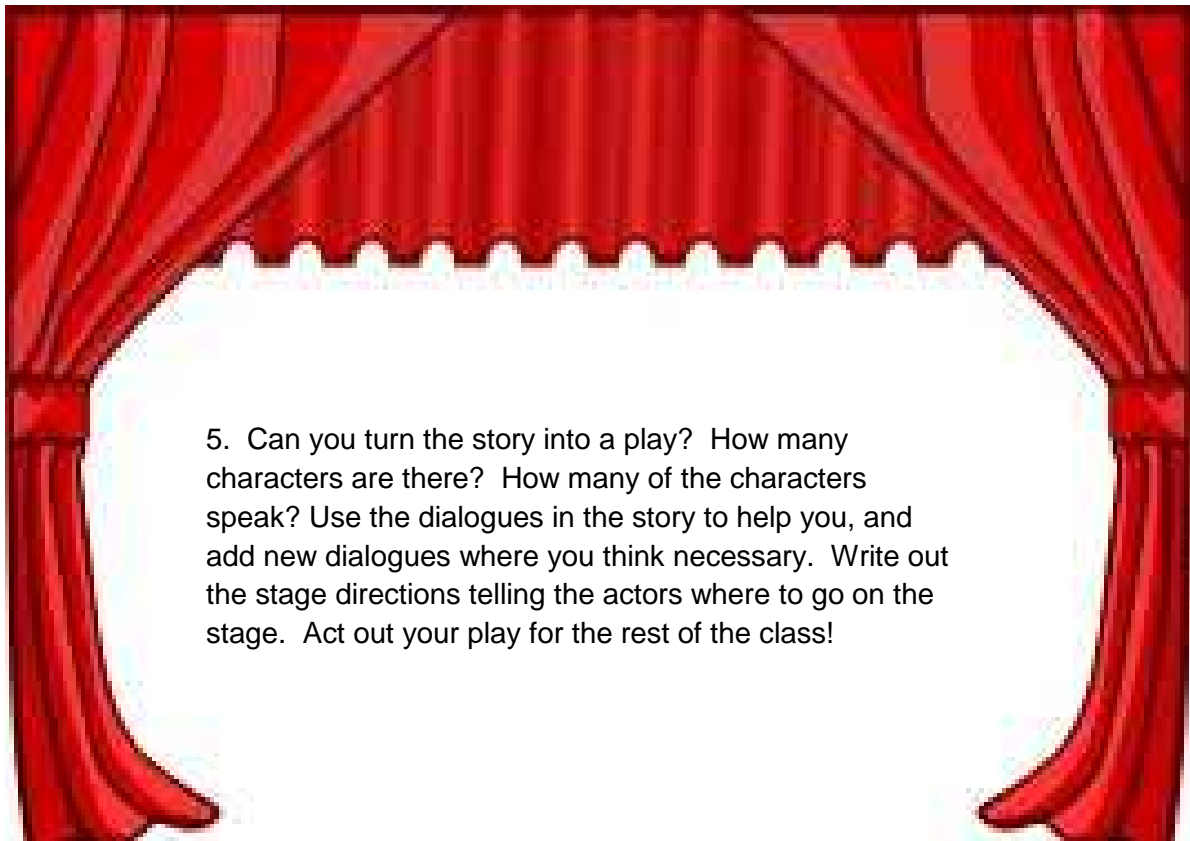 5.  Can you turn the story into a play?  How many
characters are there?  How many of the characters
speak? Use the dialogues in the story to help you, and
add new dialogues where you think necessary.  Write out
the stage directions telling the actors where to go on the
stage.  Act out your play for the rest of the class!